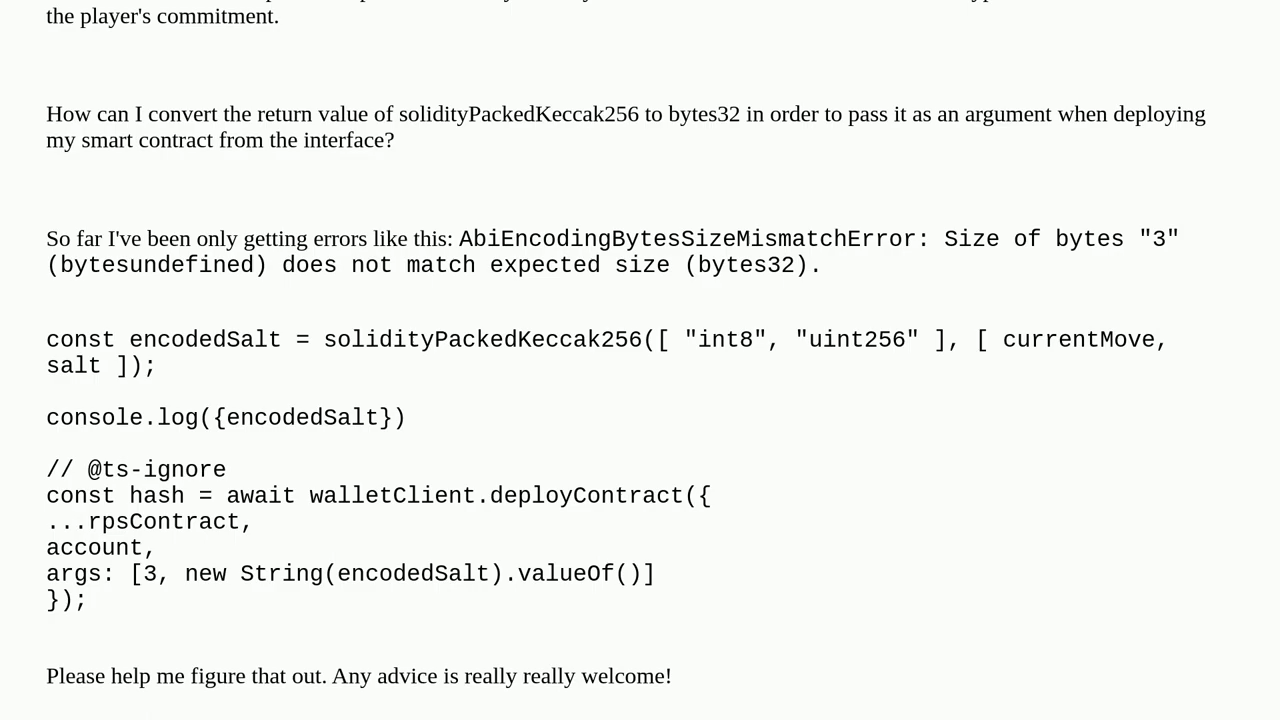 the player's commitment.
How can I convert the return value of solidityPackedKeccak256 to bytes32 in order to pass it as an argument when deploying
my smart contract from the interface?
So far I've been only getting errors like this: AbiEncodingBytesSizeMismatchError: Size of bytes "3"
(bytesundefined) does not match expected size (bytes32).
const encodedSalt = solidityPackedKeccak256([ "int8", "uint256" ], [ currentMove,
salt ]);
console.log({encodedSalt})
// @ts-ignore
const hash = await walletClient.deployContract({
...rpsContract,
account,
args: [3, new String(encodedSalt).valueOf()]
});
Please help me figure that out. Any advice is really really welcome!